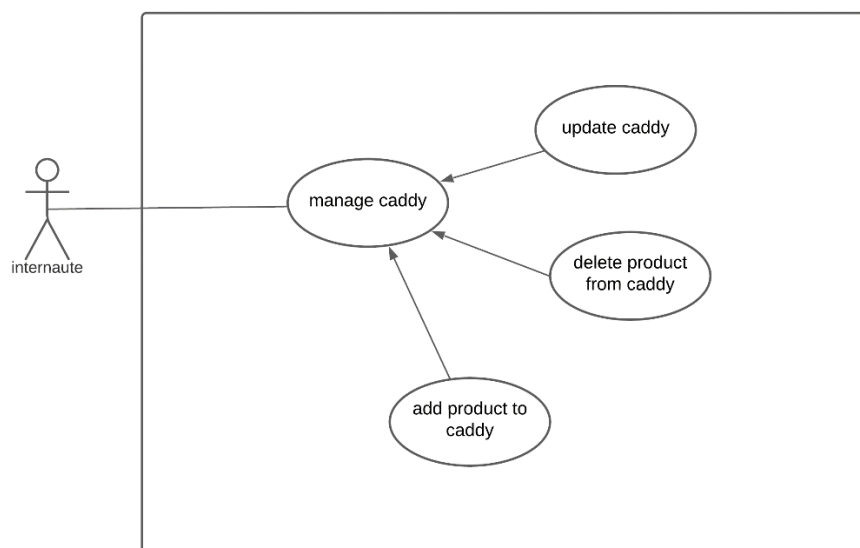 update caddy
manage caddy
internaute
delete product
from caddy
add product to
caddy